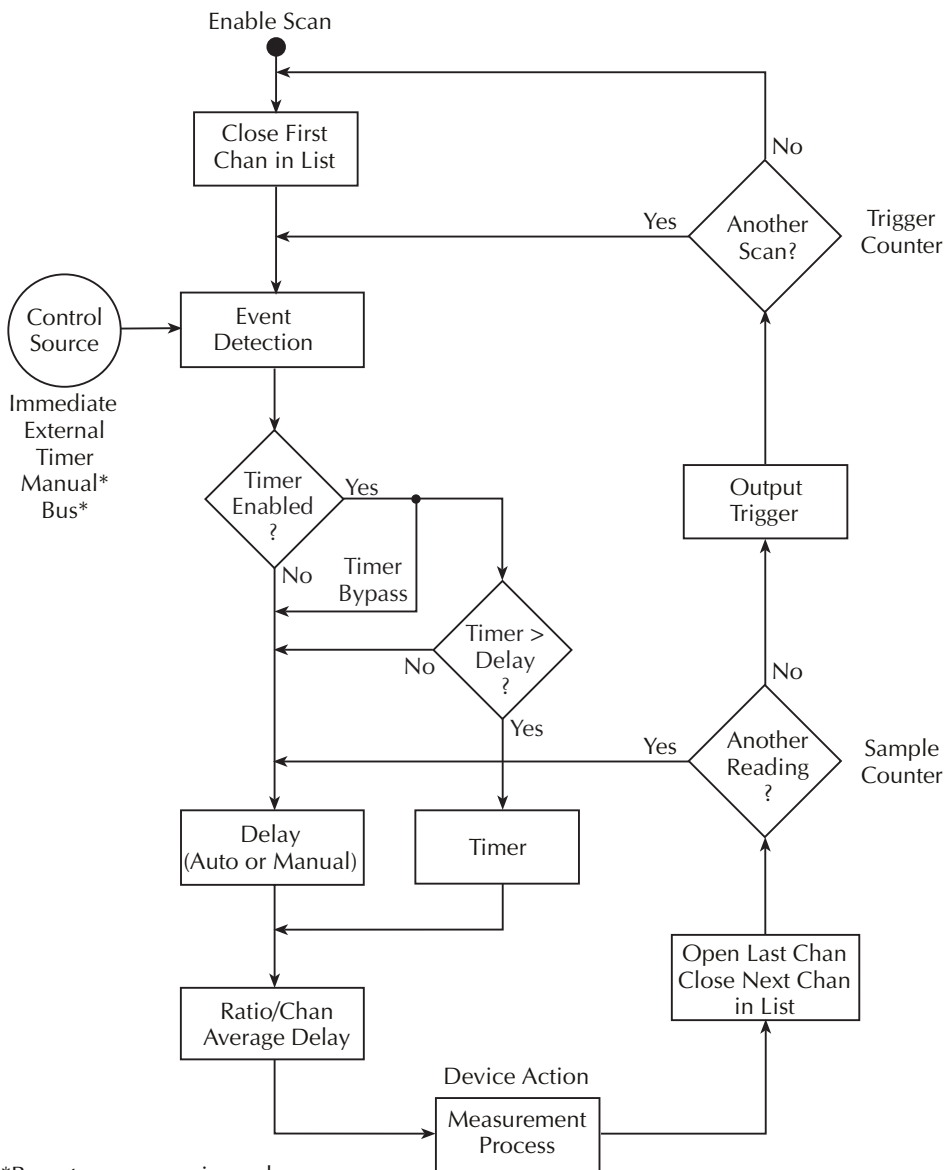 Enable Scan
Close First
Chan in List
No
Yes
Another
Scan?
Trigger
Counter
Control
Source
Event
Detection
Immediate
External
Timer
Manual*
Bus*
Timer
Enabled
?
Yes
No
Timer
Bypass
Output
Trigger
Timer >
Delay
?
No
Yes
No
Yes
Another
Reading
?
Sample
Counter
Delay
(Auto or Manual)
Timer
Open Last Chan
Close Next Chan
in List
Ratio/Chan
Average Delay
Device Action
Measurement
Process